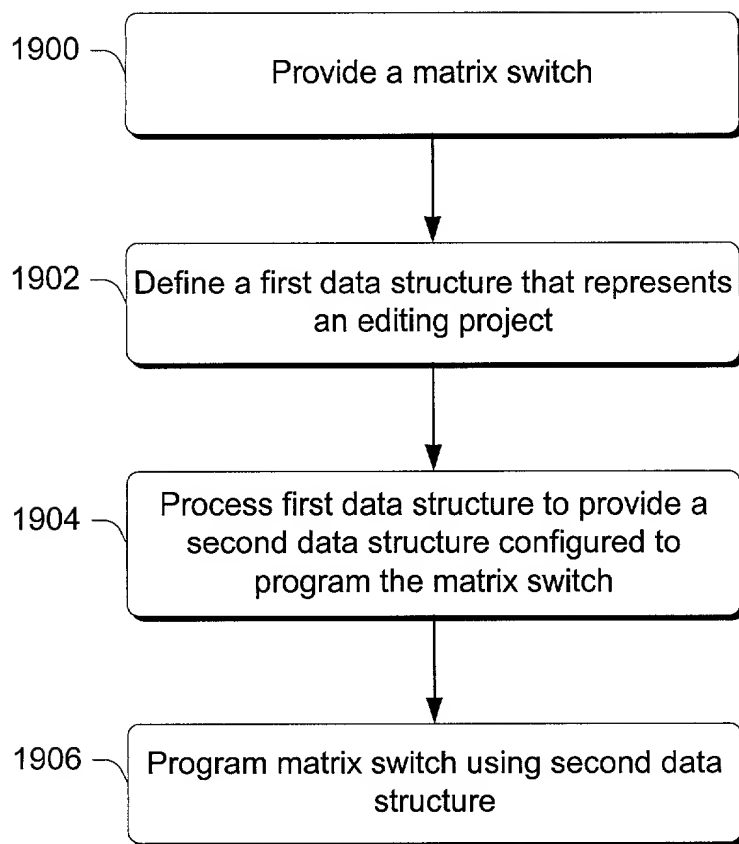 1900
Provide a matrix switch
1902
Define a first data structure that represents
an editing project
1904
Process first data structure to provide a
second data structure configured to
program the matrix switch
1906
Program matrix switch using second data
structure